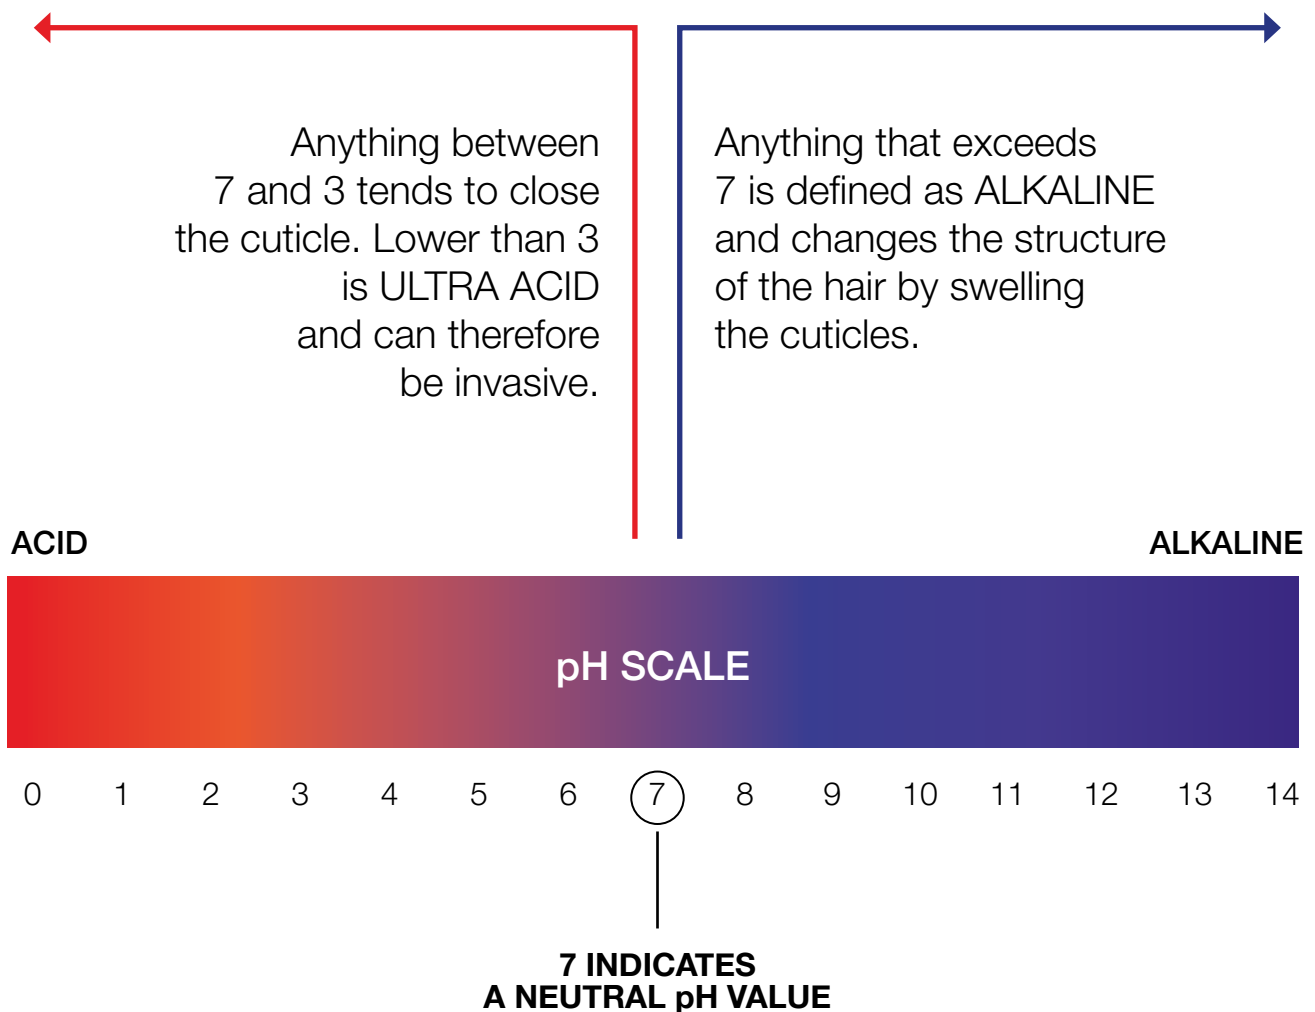 Anything between
7 and 3 tends to close
the cuticle. Lower than 3
is ULTRA ACID
and can therefore
be invasive.
Anything that exceeds
7 is defined as ALKALINE
and changes the structure
of the hair by swelling
the cuticles.
ACID
ALKALINE
pH SCALE
0 1 2 3 4 5 6 7 8 9 10 11 12 13 14
7 INDICATES
A NEUTRAL pH VALUE